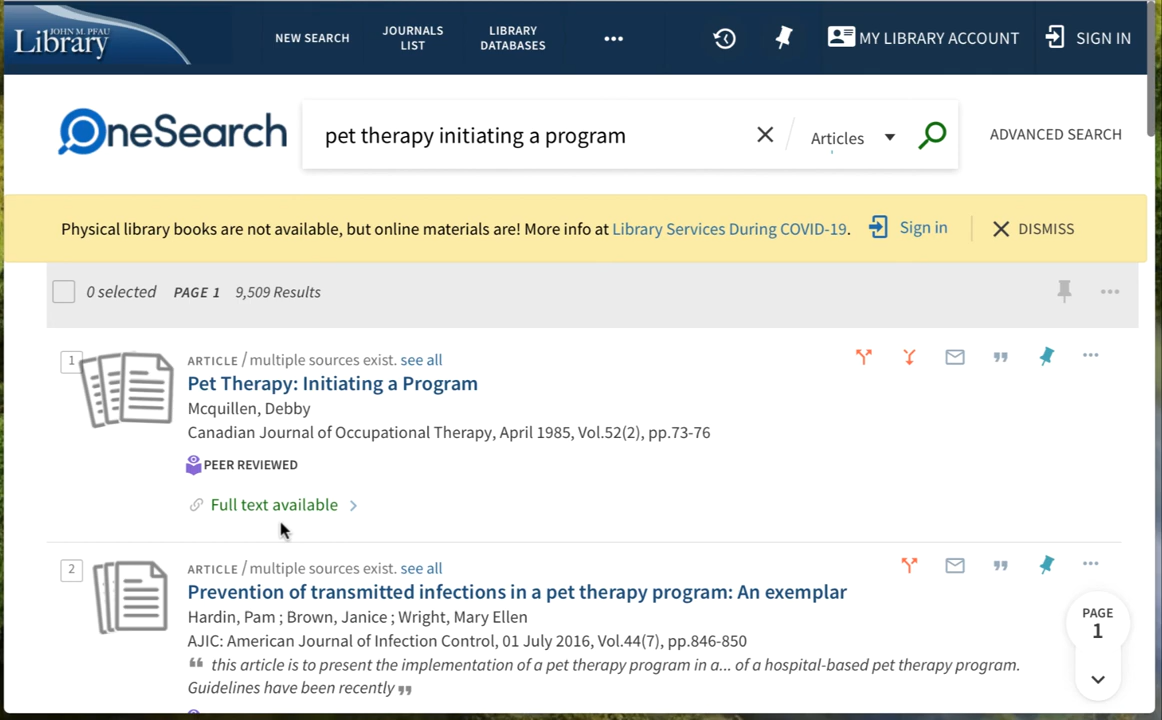 JOHN M. PFAU
Library
NEW SEARCH
JOURNALS
LIST
LIBRARY
DATABASES
MY LIBRARY ACCOUNT
SIGN IN
OneSearch
pet therapy initiating a program
Articles
ADVANCED SEARCH
Physical library books are not available, but online materials are! More info at Library Services During COVID-19. Sign in DISMISS
0 selected PAGE 1 9,509 Results
1
ARTICLE / multiple sources exist. see all
Pet Therapy: Initiating a Program
Mcquillen, Debby
Canadian Journal of Occupational Therapy, April 1985, Vol.52(2), pp.73-76
PEER REVIEWED
Full text available
2
ARTICLE / multiple sources exist. see all
Prevention of transmitted infections in a pet therapy program: An exemplar
Hardin, Pam ; Brown, Janice ; Wright, Mary Ellen
AJIC: American Journal of Infection Control, 01 July 2016, Vol.44(7), pp.846-850
❝ this article is to present the implementation of a pet therapy program in a... of a hospital-based pet therapy program.
Guidelines have been recently ❞
PAGE
1